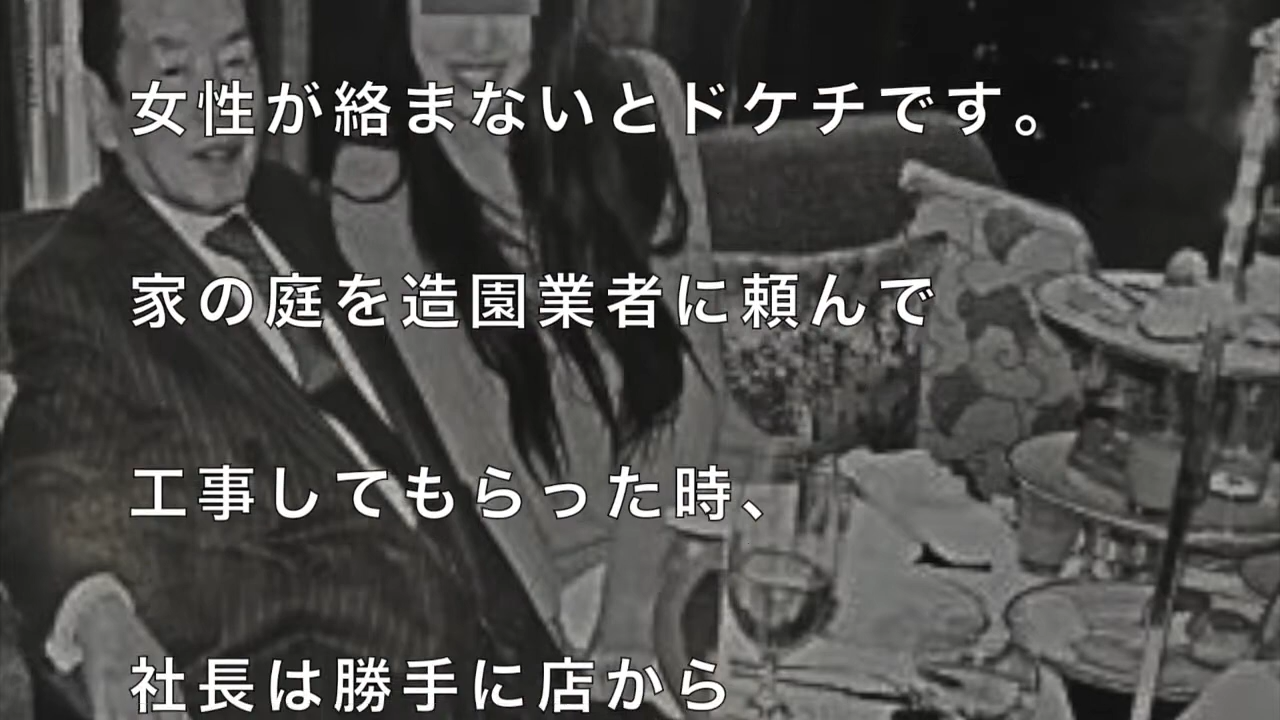 女性が絡まないとドケチです。
家の庭を造園業者に頼んで
工事してもらった時、
社長は勝手に店から